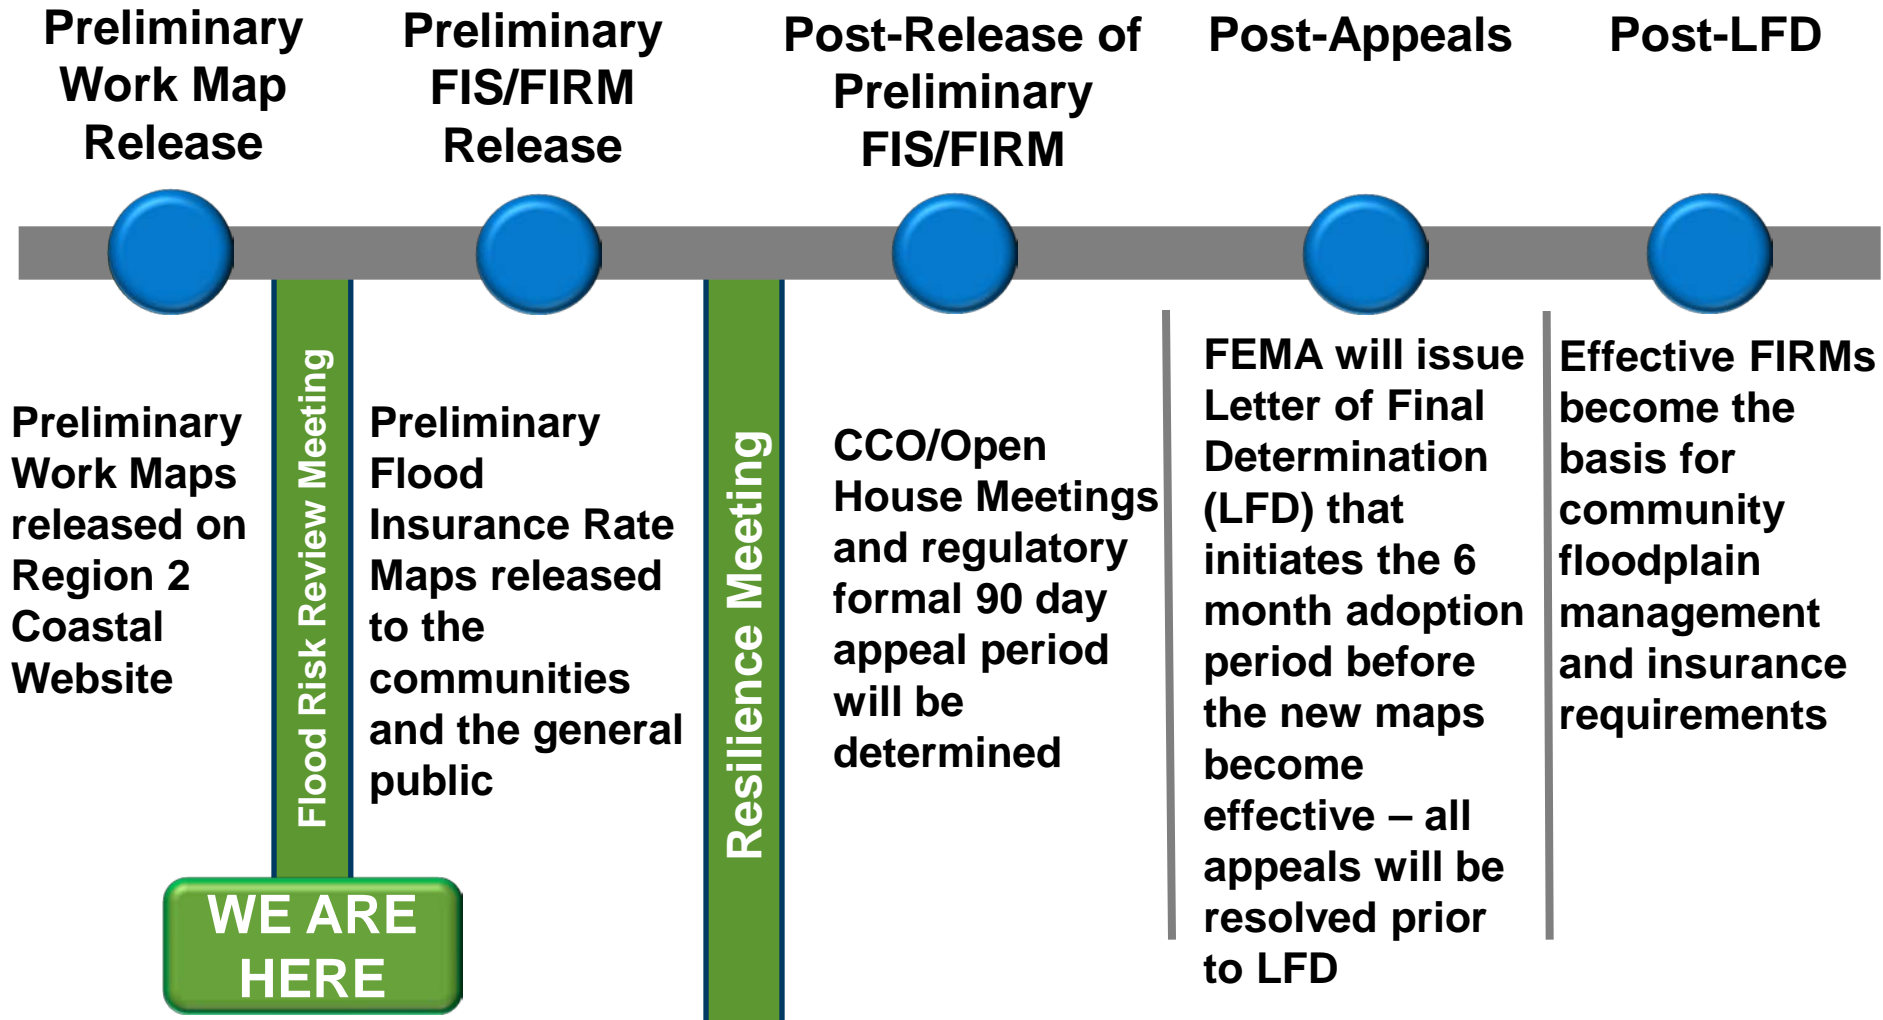 Preliminary
Work Map
Release
Preliminary
FIS/FIRM
Release
Post-Release of
Preliminary
FIS/FIRM
Post-Appeals
Post-LFD
Preliminary
Work Maps
released on
Region 2
Coastal
Website
Flood Risk Review Meeting
WE ARE
HERE
Preliminary
Flood
Insurance Rate
Maps released
to the
communities
and the general
public
Resilience Meeting
CCO/Open
House Meetings
and regulatory
formal 90 day
appeal period
will be
determined
FEMA will issue
Letter of Final
Determination
(LFD) that
initiates the 6
month adoption
period before
the new maps
become
effective – all
appeals will be
resolved prior
to LFD
Effective FIRMs
become the
basis for
community
floodplain
management
and insurance
requirements